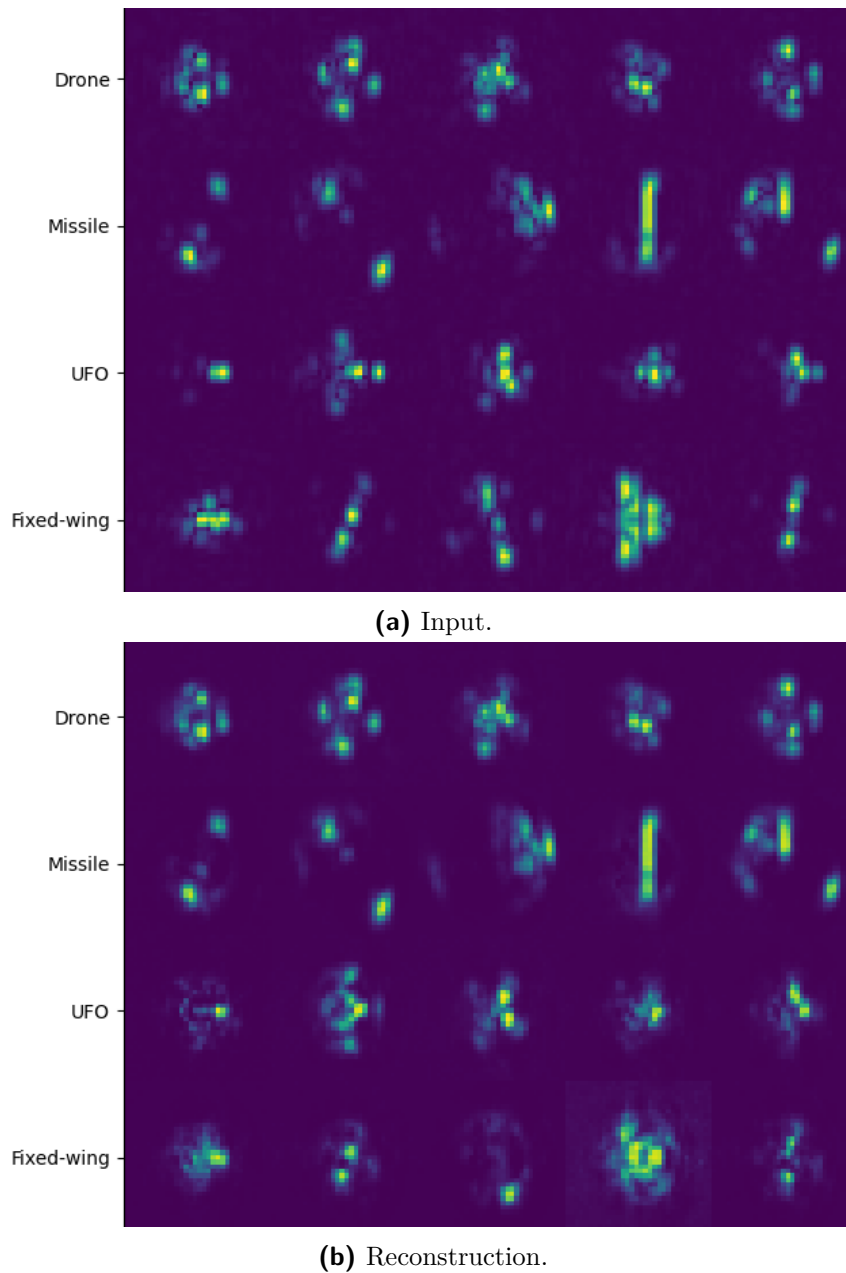 Drone
Missile
UFO
Fixed-wing
(a) Input.
Drone
Missile
UFO
Fixed-wing
(b) Reconstruction.